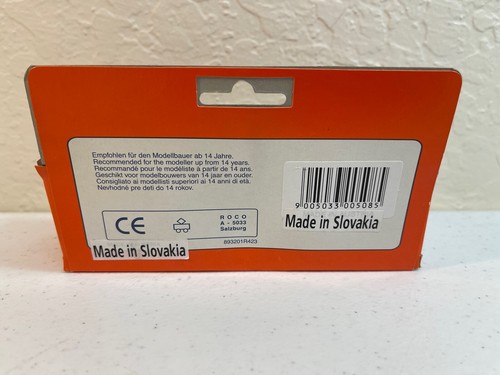 Empfohlen für den Modellbauer ab 14 Jahre.
Recommended for the modeller up from 14 years.
Recommandé pour le modéliste à partir de 14 ans.
Geschikt voor modelbouwers van 14 jaar en ouder.
Consigliato ai modellisti superiori ai 14 anni di età.
Nevhodné pre deti do 14 rokov.
CE
ROCO
A - 5033
Salzburg
893201R423
Made in Slovakia
9 005033 005085
Made in Slovakia